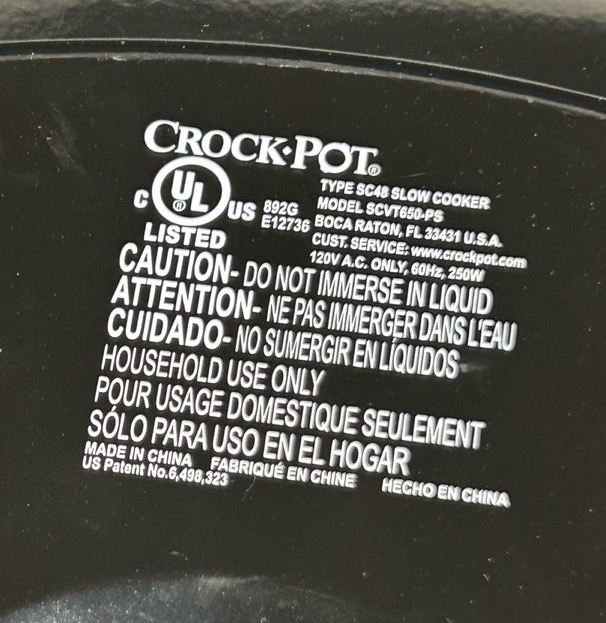 CROCK•POT®
TYPE SC48 SLOW COOKER
MODEL SCVT650-PS
BOCA RATON, FL 33431 U.S.A.
CUST. SERVICE: www.crockpot.com
120V A.C. ONLY, 60Hz, 250W
C UL ® US 892G
E12736
LISTED
CAUTION- DO NOT IMMERSE IN LIQUID
ATTENTION- NE PAS IMMERGER DANS L'EAU
CUIDADO- NO SUMERGIR EN LÍQUIDOS
HOUSEHOLD USE ONLY
POUR USAGE DOMESTIQUE SEULEMENT
SÓLO PARA USO EN EL HOGAR
MADE IN CHINA FABRIQUÉ EN CHINE HECHO EN CHINA
US Patent No.6,498,323